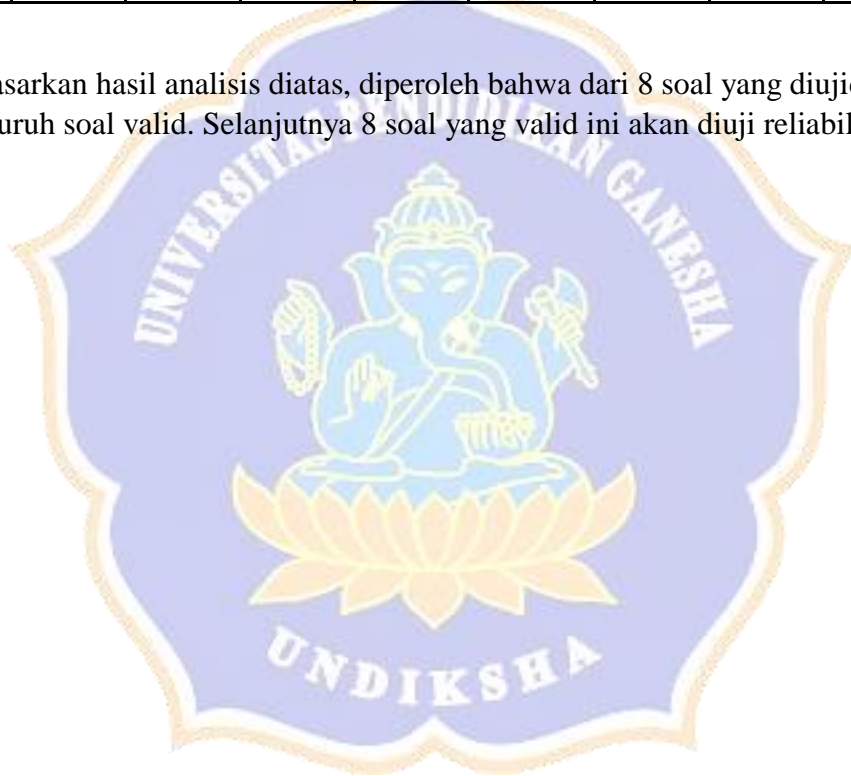 asarkan hasil analisis diatas, diperoleh bahwa dari 8 soal yang diujic
uruh soal valid. Selanjutnya 8 soal yang valid ini akan diuji reliabil
UNIVERSITAS PENDIDIKAN GANESHA
UNDIKSHA